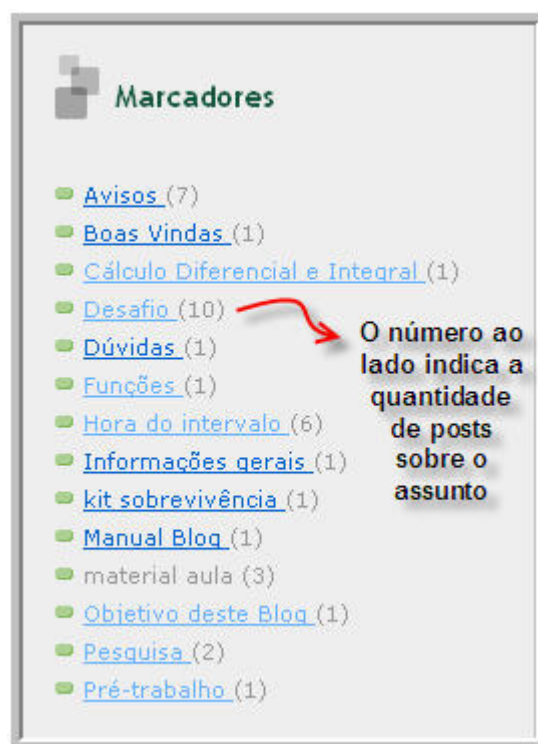 Marcadores
Avisos (7)
Boas Vindas (1)
Cálculo Diferencial e Integral (1)
Desafio (10)
Dúvidas (1)
Funções (1)
Hora do intervalo (6)
Informações gerais (1)
kit sobrevivência (1)
Manual Blog (1)
material aula (3)
Objetivo deste Blog (1)
Pesquisa (2)
Pré-trabalho (1)
O número ao
lado indica a
quantidade
de posts
sobre o
assunto